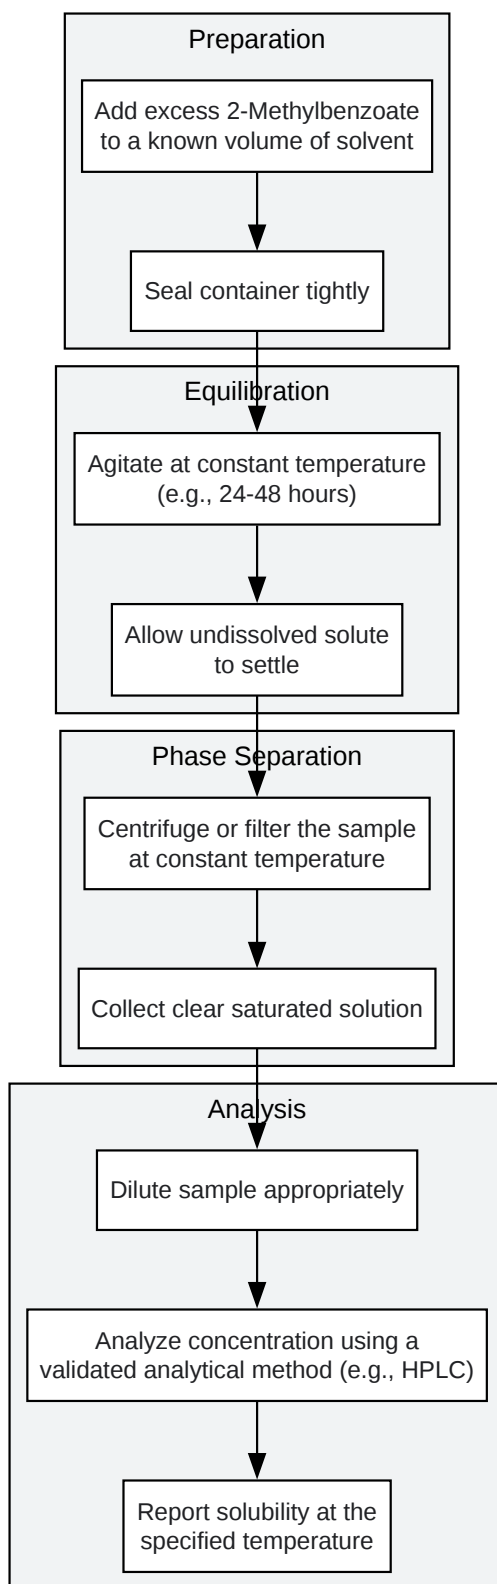 Preparation
Add excess 2-Methylbenzoate
to a known volume of solvent
Seal container tightly
Equilibration
Agitate at constant temperature
(e.g., 24-48 hours)
Allow undissolved solute
to settle
Phase Separation
Centrifuge or filter the sample
at constant temperature
Collect clear saturated solution
Analysis
Dilute sample appropriately
Analyze concentration using a
validated analytical method (e.g., HPLC)
Report solubility at the
specified temperature